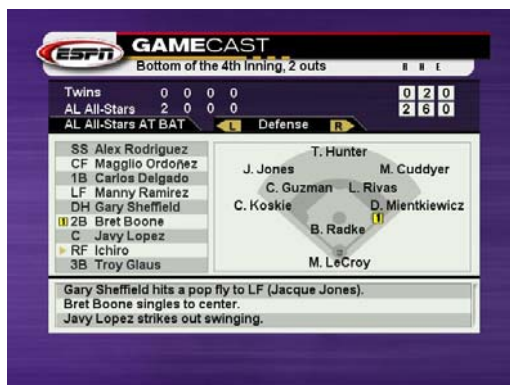 ESPN GAMECAST
Bottom of the 4th Inning, 2 outs R H E
Twins 0 0 0 0 0 2 0
AL All-Stars 2 0 0 0 2 6 0
AL All-Stars AT BAT L Defense R
SS Alex Rodriguez
CF Magglio Ordoñez
1B Carlos Delgado
LF Manny Ramirez
DH Gary Sheffield
1 2B Bret Boone
C Javy Lopez
RF Ichiro
3B Troy Glaus
T. Hunter
J. Jones M. Cuddyer
C. Guzman L. Rivas
C. Koskie D. Mientkiewicz
1
B. Radke
M. LeCroy
Gary Sheffield hits a pop fly to LF (Jacque Jones).
Bret Boone singles to center.
Javy Lopez strikes out swinging.